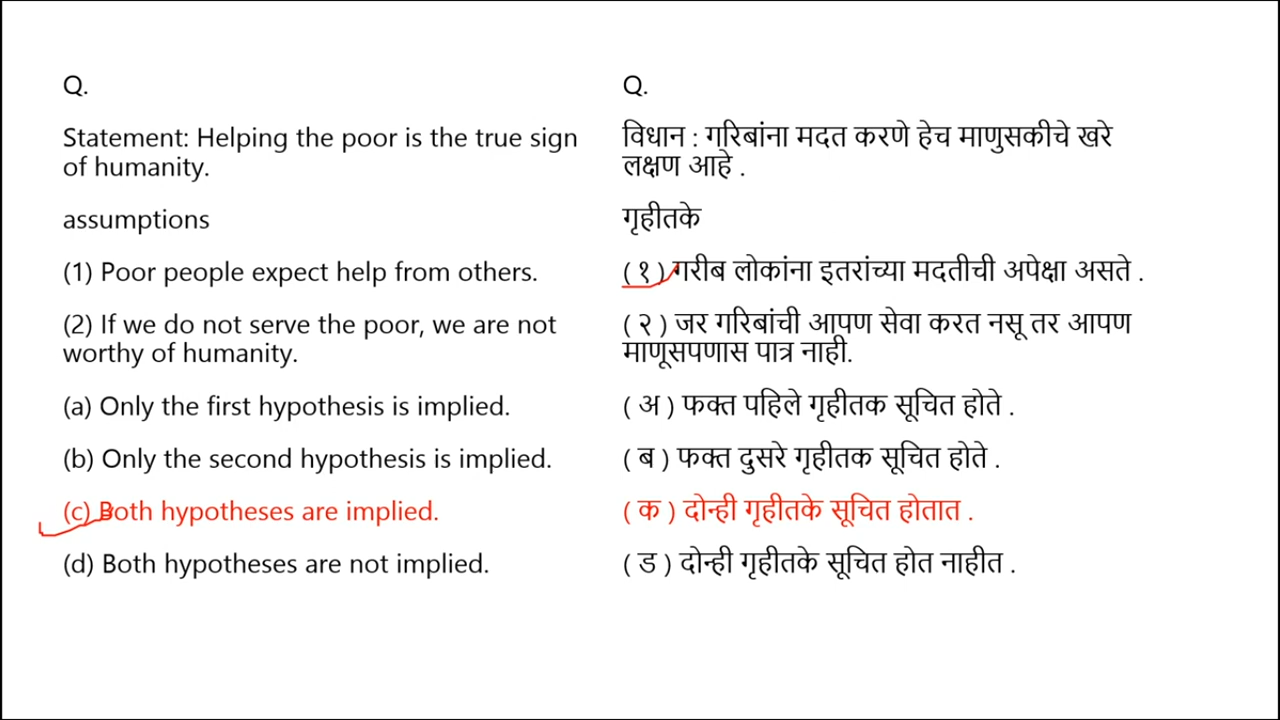 Q.
Statement: Helping the poor is the true sign
of humanity.
assumptions
(1) Poor people expect help from others.
(2) If we do not serve the poor, we are not
worthy of humanity.
(a) Only the first hypothesis is implied.
(b) Only the second hypothesis is implied.
(c) Both hypotheses are implied.
(d) Both hypotheses are not implied.
Q.
विधान : गरिबांना मदत करणे हेच माणुसकीचे खरे
लक्षण आहे .
गृहीतके
( १ ) गरीब लोकांना इतरांच्या मदतीची अपेक्षा असते .
( २ ) जर गरिबांची आपण सेवा करत नसू तर आपण
माणूसपणास पात्र नाही.
( अ ) फक्त पहिले गृहीतक सूचित होते .
( ब ) फक्त दुसरे गृहीतक सूचित होते .
( क ) दोन्ही गृहीतके सूचित होतात .
( ड ) दोन्ही गृहीतके सूचित होत नाहीत .